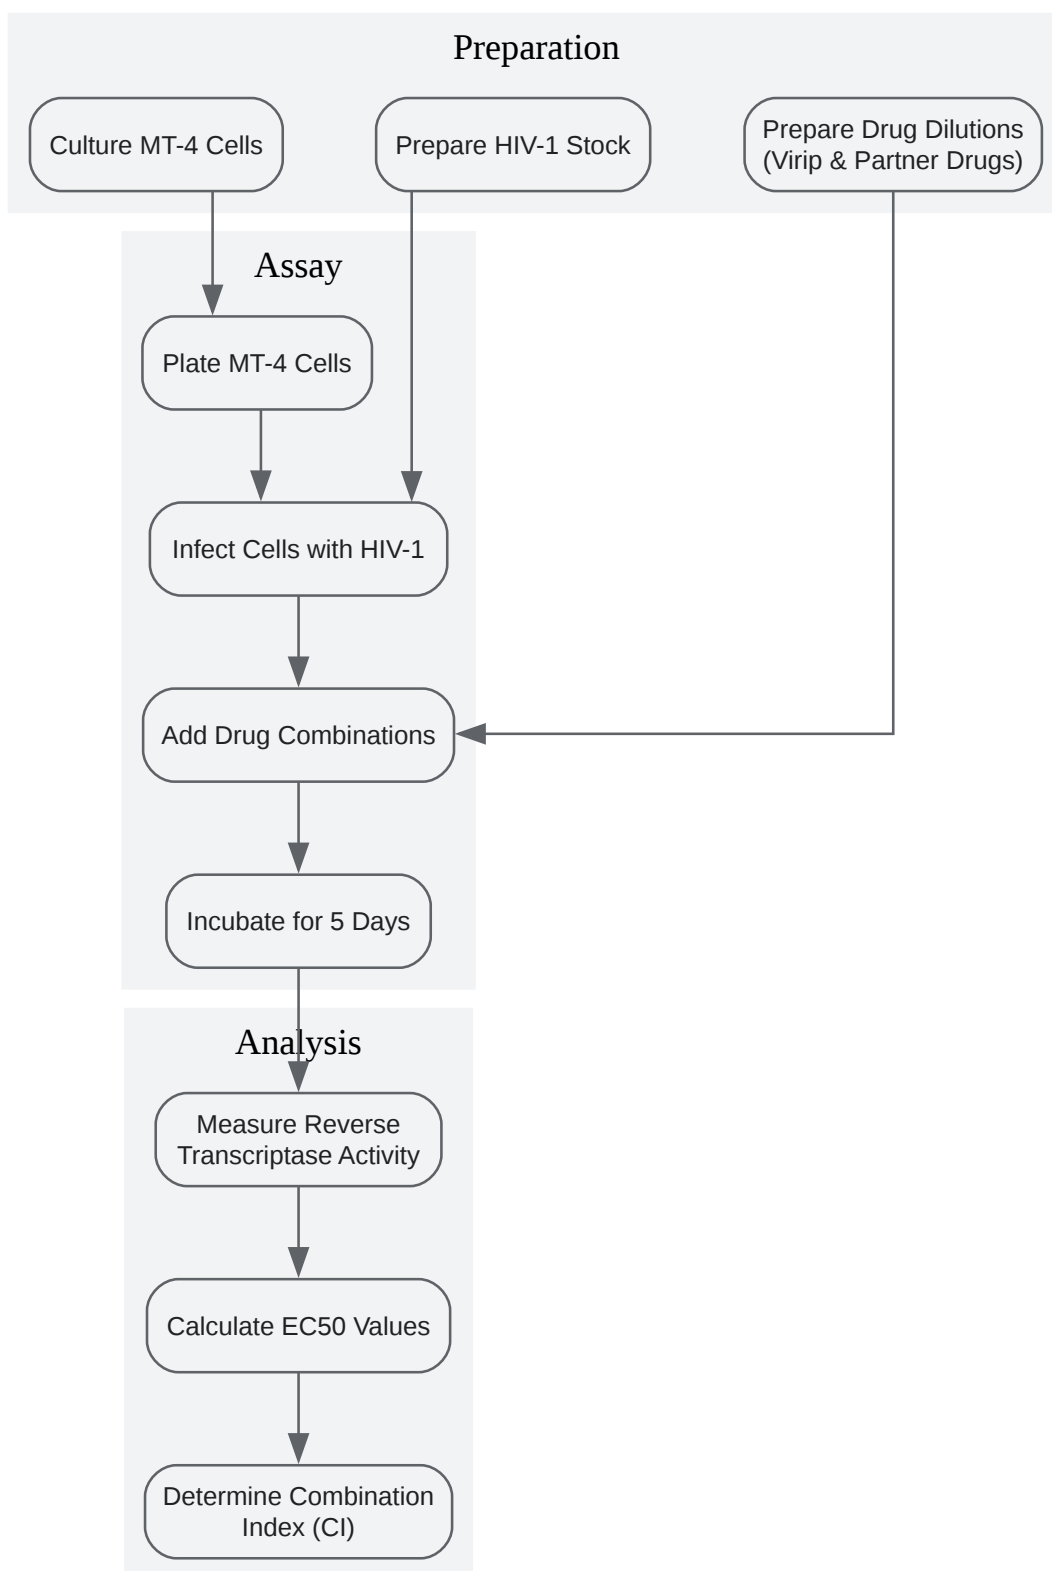 Preparation
Culture MT-4 Cells
Prepare HIV-1 Stock
Prepare Drug Dilutions
(Virip & Partner Drugs)
Assay
Plate MT-4 Cells
Infect Cells with HIV-1
Add Drug Combinations
Incubate for 5 Days
Analysis
Measure Reverse
Transcriptase Activity
Calculate EC50 Values
Determine Combination
Index (CI)